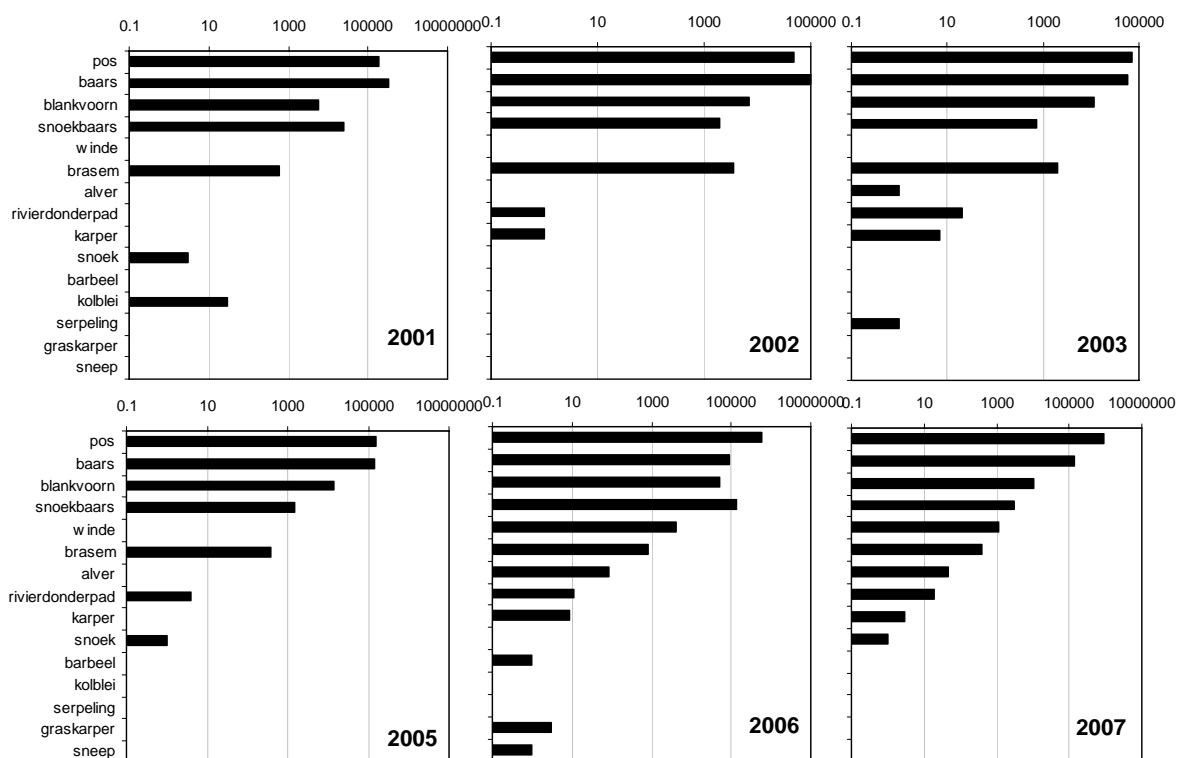 0.1 10 1000 100000 10000000
0.1 10 1000 100000
0.1 10 1000 100000
pos
baars
blankvoorn
snoekbaars
winde
brasem
alver
rivierdonderpad
karper
snoek
barbeel
kolblei
serpeling
graskarper
sneep
2001
2002
2003
0.1 10 1000 100000 10000000
0.1 10 1000 100000 10000000
0.1 10 1000 100000 10000000
pos
baars
blankvoorn
snoekbaars
winde
brasem
alver
rivierdonderpad
karper
snoek
barbeel
kolblei
serpeling
graskarper
sneep
2005
2006
2007